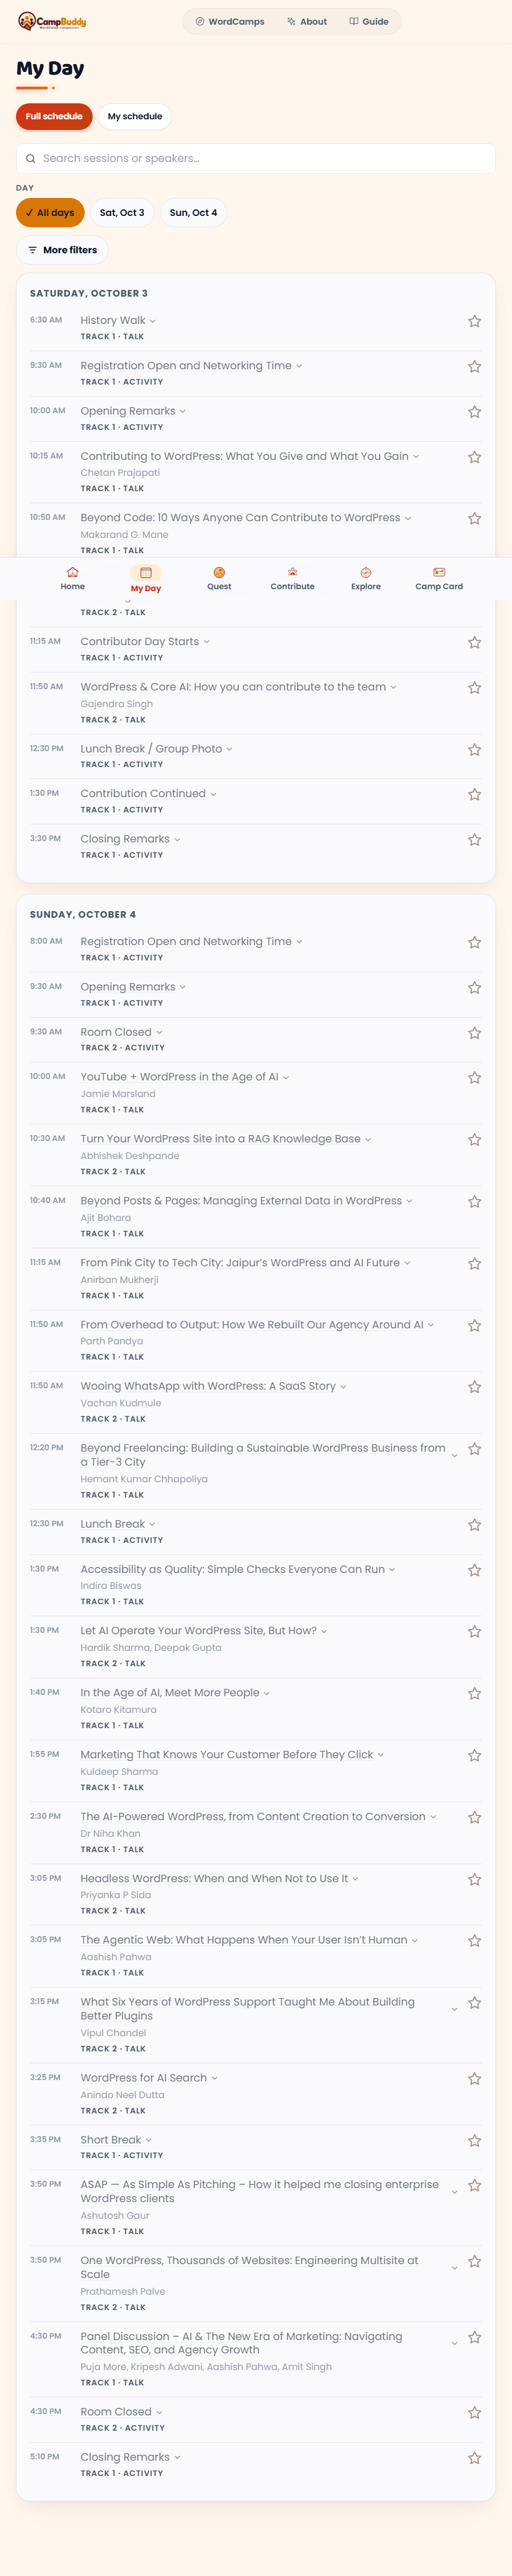 CampBuddy
WordCamps
About
Guide
My Day
Full schedule
My schedule
Search sessions or speakers...
DAY
✓ All days
Sat, Oct 3
Sun, Oct 4
More filters
SATURDAY, OCTOBER 3
6:30 AM
History Walk
TRACK 1 · TALK
9:30 AM
Registration Open and Networking Time
TRACK 1 · ACTIVITY
10:00 AM
Opening Remarks
TRACK 1 · ACTIVITY
10:15 AM
Contributing to WordPress: What You Give and What You Gain
Chetan Prajapati
TRACK 1 · TALK
10:50 AM
Beyond Code: 10 Ways Anyone Can Contribute to WordPress
Makarand G. Mane
TRACK 1 · TALK
Home
My Day
Quest
Contribute
Explore
Camp Card
TRACK 2 · TALK
11:15 AM
Contributor Day Starts
TRACK 1 · ACTIVITY
11:50 AM
WordPress & Core AI: How you can contribute to the team
Gajendra Singh
TRACK 2 · TALK
12:30 PM
Lunch Break / Group Photo
TRACK 1 · ACTIVITY
1:30 PM
Contribution Continued
TRACK 1 · ACTIVITY
3:30 PM
Closing Remarks
TRACK 1 · ACTIVITY
SUNDAY, OCTOBER 4
8:00 AM
Registration Open and Networking Time
TRACK 1 · ACTIVITY
9:30 AM
Opening Remarks
TRACK 1 · ACTIVITY
9:30 AM
Room Closed
TRACK 2 · ACTIVITY
10:00 AM
YouTube + WordPress in the Age of AI
Jamie Marsland
TRACK 1 · TALK
10:30 AM
Turn Your WordPress Site into a RAG Knowledge Base
Abhishek Deshpande
TRACK 2 · TALK
10:40 AM
Beyond Posts & Pages: Managing External Data in WordPress
Ajit Bohara
TRACK 1 · TALK
11:15 AM
From Pink City to Tech City: Jaipur’s WordPress and AI Future
Anirban Mukherji
TRACK 1 · TALK
11:50 AM
From Overhead to Output: How We Rebuilt Our Agency Around AI
Parth Pandya
TRACK 1 · TALK
11:50 AM
Wooing WhatsApp with WordPress: A SaaS Story
Vachan Kudmule
TRACK 2 · TALK
12:20 PM
Beyond Freelancing: Building a Sustainable WordPress Business from
a Tier-3 City
Hemant Kumar Chhapoliya
TRACK 1 · TALK
12:30 PM
Lunch Break
TRACK 1 · ACTIVITY
1:30 PM
Accessibility as Quality: Simple Checks Everyone Can Run
Indira Biswas
TRACK 1 · TALK
1:30 PM
Let AI Operate Your WordPress Site, But How?
Hardik Sharma, Deepak Gupta
TRACK 2 · TALK
1:40 PM
In the Age of AI, Meet More People
Kotaro Kitamura
TRACK 1 · TALK
1:55 PM
Marketing That Knows Your Customer Before They Click
Kuldeep Sharma
TRACK 1 · TALK
2:30 PM
The AI-Powered WordPress, from Content Creation to Conversion
Dr Niha Khan
TRACK 1 · TALK
3:05 PM
Headless WordPress: When and When Not to Use It
Priyanka P Sida
TRACK 2 · TALK
3:05 PM
The Agentic Web: What Happens When Your User Isn’t Human
Aashish Pahwa
TRACK 1 · TALK
3:15 PM
What Six Years of WordPress Support Taught Me About Building
Better Plugins
Vipul Chandel
TRACK 2 · TALK
3:25 PM
WordPress for AI Search
Anindo Neel Dutta
TRACK 2 · TALK
3:35 PM
Short Break
TRACK 1 · ACTIVITY
3:50 PM
ASAP — As Simple As Pitching – How it helped me closing enterprise
WordPress clients
Ashutosh Gaur
TRACK 1 · TALK
3:50 PM
One WordPress, Thousands of Websites: Engineering Multisite at
Scale
Prathamesh Palve
TRACK 2 · TALK
4:30 PM
Panel Discussion – AI & The New Era of Marketing: Navigating
Content, SEO, and Agency Growth
Puja More, Kripesh Adwani, Aashish Pahwa, Amit Singh
TRACK 1 · TALK
4:30 PM
Room Closed
TRACK 2 · ACTIVITY
5:10 PM
Closing Remarks
TRACK 1 · ACTIVITY